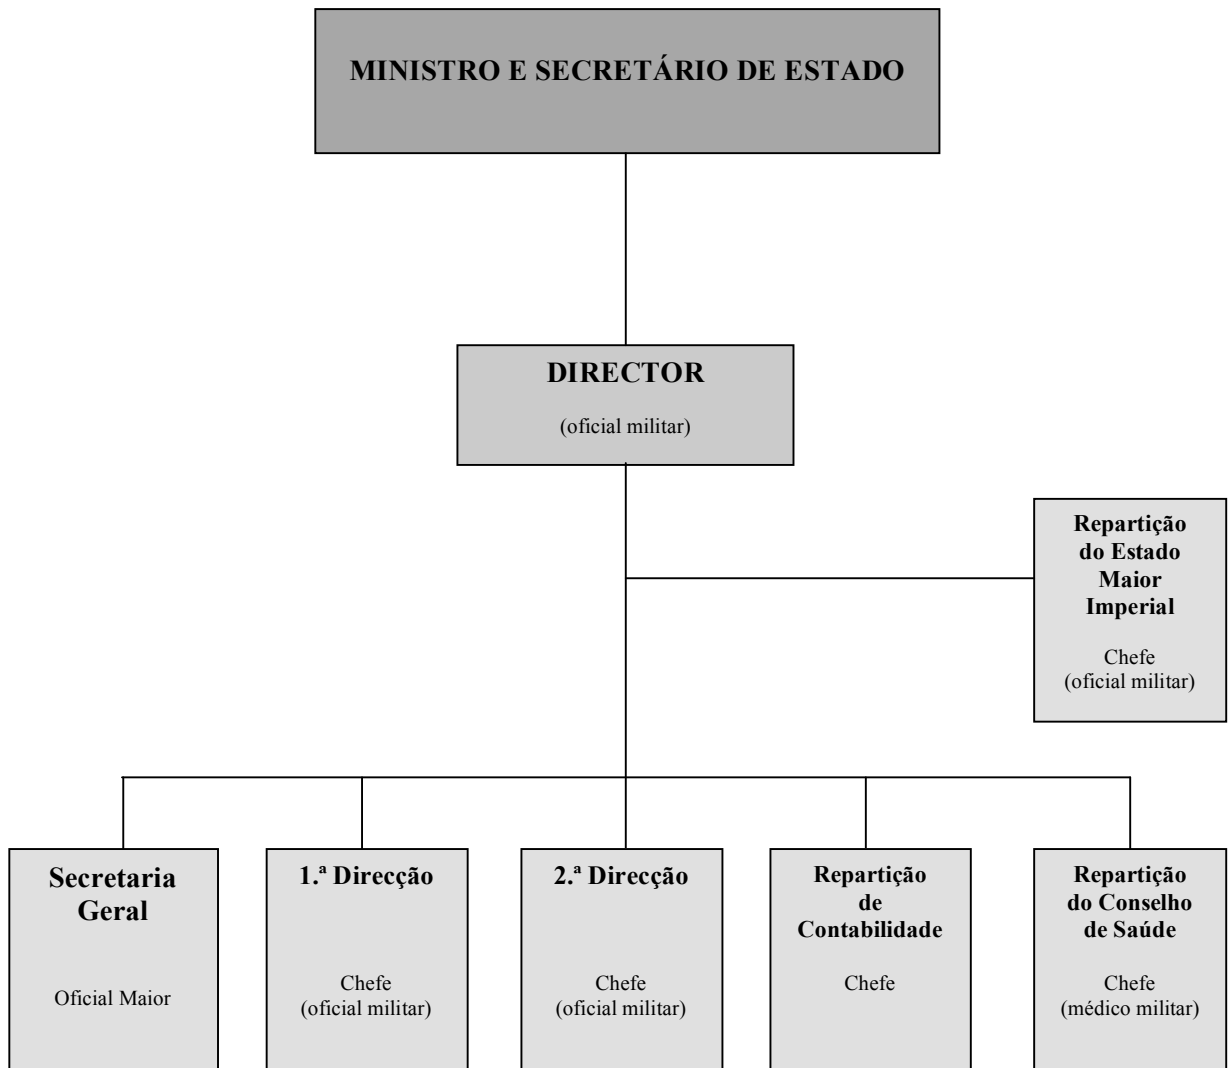 MINISTRO E SECRETÁRIO DE ESTADO
DIRECTOR
(oficial militar)
Repartição
do Estado
Maior
Imperial
Chefe
(oficial militar)
Secretaria
Geral
Oficial Maior
1.ª Direcção
Chefe
(oficial militar)
2.ª Direcção
Chefe
(oficial militar)
Repartição
de
Contabilidade
Chefe
Repartição
do Conselho
de Saúde
Chefe
(médico militar)